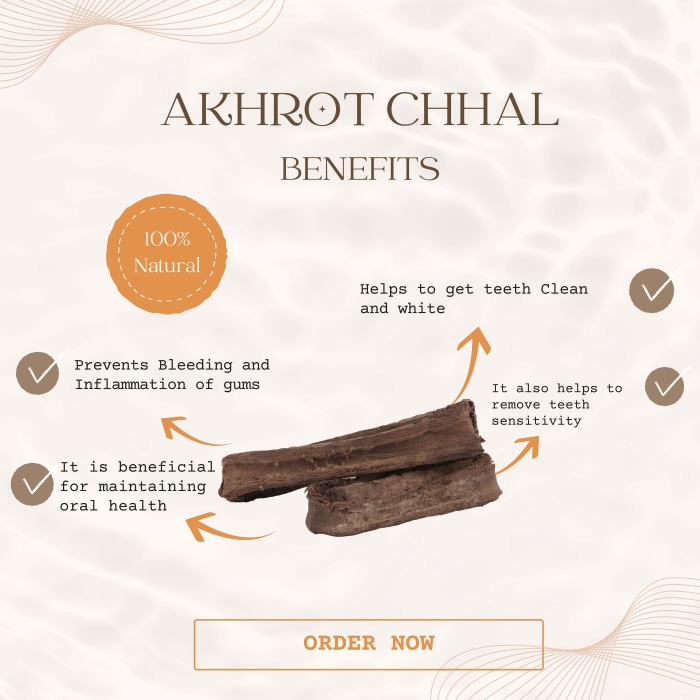 AKHROT CHHAL
BENEFITS
100%
Natural
Helps to get teeth Clean
and white
Prevents Bleeding and
Inflammation of gums
It also helps to
remove teeth
sensitivity
It is beneficial
for maintaining
oral health
ORDER NOW